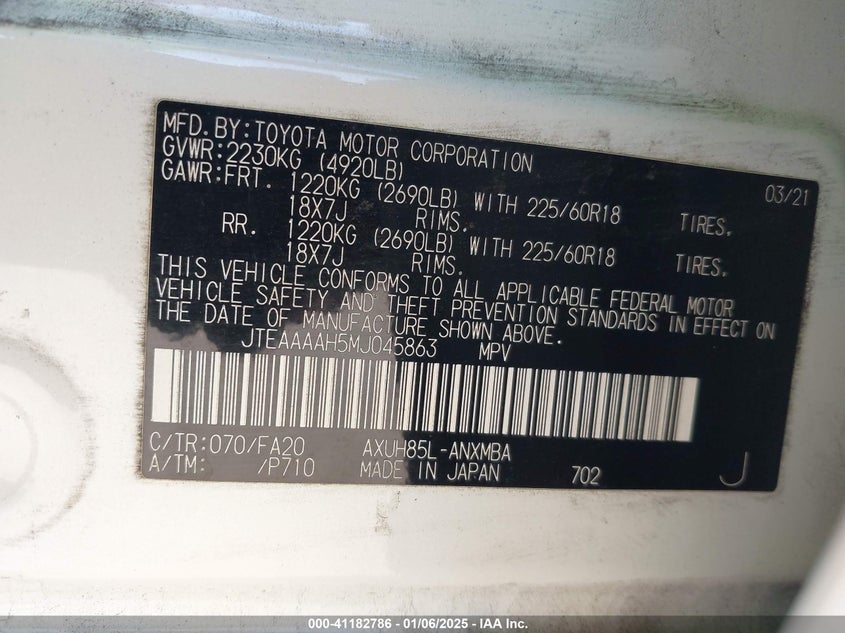 MFD.BY:TOYOTA MOTOR CORPORATION 03/21
GVWR:2230KG (4920LB)
GAWR:FRT. 1220KG (2690LB) WITH 225/60R18 TIRES.
18X7J RIMS.
RR. 1220KG (2690LB) WITH 225/60R18 TIRES.
18X7J RIMS.
THIS VEHICLE CONFORMS TO ALL APPLICABLE FEDERAL MOTOR
VEHICLE SAFETY AND THEFT PREVENTION STANDARDS IN EFFECT ON
THE DATE OF MANUFACTURE SHOWN ABOVE.
JTEAAAAH5MJ045863 MPV
C/TR:070/FA20 AXUH85L-ANXMBA
A/TM: /P710 MADE IN JAPAN 702 J
000-41182786 - 01/06/2025 - IAA Inc.